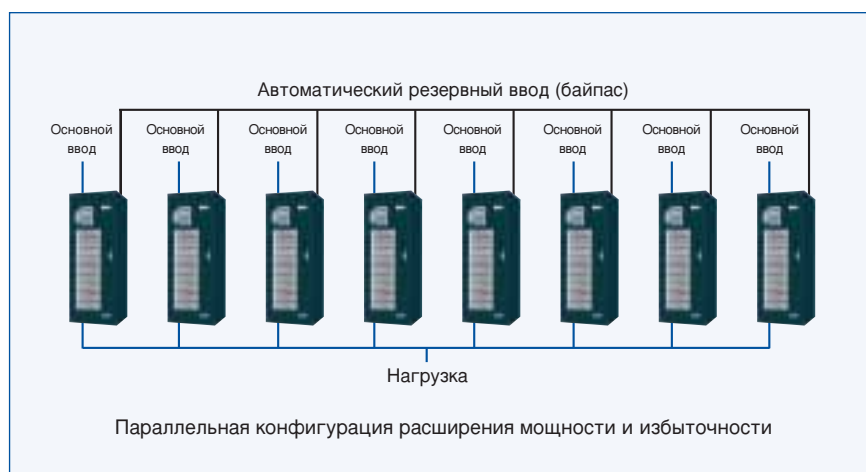 Автоматический резервный ввод (байпас)
Основной Основной Основной Основной Основной Основной Основной Основной
ввод ввод ввод ввод ввод ввод ввод ввод
Нагрузка
Параллельная конфигурация расширения мощности и избыточности